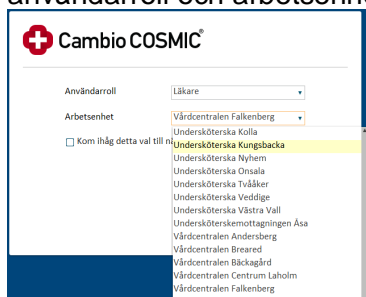 användarroll och arbetsenhe
Cambio COSMIC
Användarroll Läkare
Arbetsenhet Vårdcentralen Falkenberg
Kom ihåg detta val till nä
Undersköterska Kolla
Undersköterska Kungsbacka
Undersköterska Nyhem
Undersköterska Onsala
Undersköterska Tvååker
Undersköterska Veddige
Undersköterska Västra Vall
Undersköterskemottagningen Åsa
Vårdcentralen Andersberg
Vårdcentralen Breared
Vårdcentralen Bäckagård
Vårdcentralen Centrum Laholm
Vårdcentralen Falkenberg